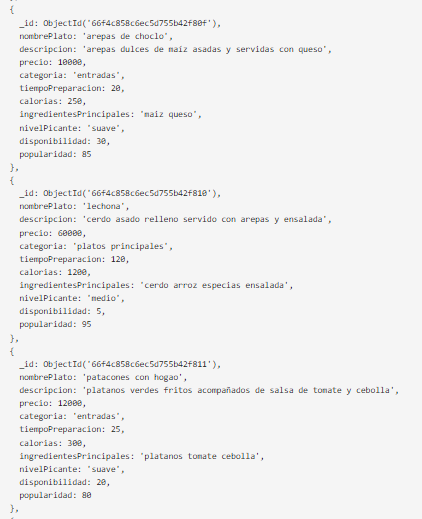 {
_id: ObjectId('66f4c858c6ec5d755b42f80f'),
nombrePlato: 'arepas de choclo',
descripcion: 'arepas dulces de maíz asadas y servidas con queso',
precio: 10000,
categoria: 'entradas',
tiempoPreparacion: 20,
calorias: 250,
ingredientesPrincipales: 'maiz queso',
nivelPicante: 'suave',
disponibilidad: 30,
popularidad: 85
},
{
_id: ObjectId('66f4c858c6ec5d755b42f810'),
nombrePlato: 'lechona',
descripcion: 'cerdo asado relleno servido con arepas y ensalada',
precio: 60000,
categoria: 'platos principales',
tiempoPreparacion: 120,
calorias: 1200,
ingredientesPrincipales: 'cerdo arroz especias ensalada',
nivelPicante: 'medio',
disponibilidad: 5,
popularidad: 95
},
{
_id: ObjectId('66f4c858c6ec5d755b42f811'),
nombrePlato: 'patacones con hogao',
descripcion: 'platanos verdes fritos acompañados de salsa de tomate y cebolla',
precio: 12000,
categoria: 'entradas',
tiempoPreparacion: 25,
calorias: 300,
ingredientesPrincipales: 'platanos tomate cebolla',
nivelPicante: 'suave',
disponibilidad: 20,
popularidad: 80
},